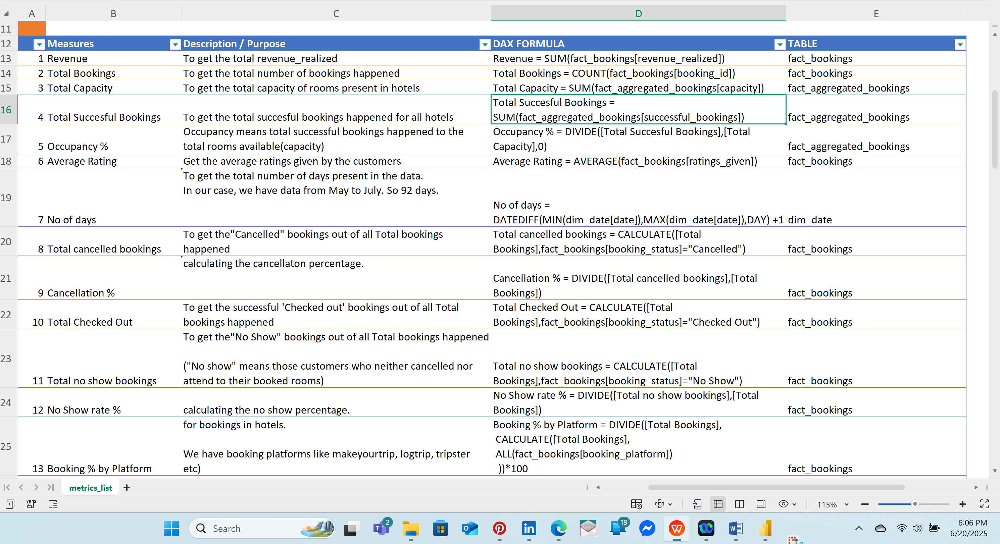 A B C D E
11
12 Measures Description / Purpose DAX FORMULA TABLE
13 1 Revenue To get the total revenue_realized Revenue = SUM(fact_bookings[revenue_realized]) fact_bookings
14 2 Total Bookings To get the total number of bookings happened Total Bookings = COUNT(fact_bookings[booking_id]) fact_bookings
15 3 Total Capacity To get the total capacity of rooms present in hotels Total Capacity = SUM(fact_aggregated_bookings[capacity]) fact_aggregated_bookings
Total Succesful Bookings =
16
4 Total Succesful Bookings To get the total succesful bookings happened for all hotels SUM(fact_aggregated_bookings[successful_bookings]) fact_aggregated_bookings
Occupancy means total successful bookings happened to the Occupancy % = DIVIDE([Total Succesful Bookings],[Total
17
5 Occupancy % total rooms available(capacity) Capacity],0) fact_aggregated_bookings
18 6 Average Rating Get the average ratings given by the customers Average Rating = AVERAGE(fact_bookings[ratings_given]) fact_bookings
To get the total number of days present in the data.
In our case, we have data from May to July. So 92 days.
19
No of days =
7 No of days DATEDIFF(MIN(dim_date[date]),MAX(dim_date[date]),DAY) +1 dim_date
To get the"Cancelled" bookings out of all Total bookings Total cancelled bookings = CALCULATE([Total
20
8 Total cancelled bookings happened Bookings],fact_bookings[booking_status]="Cancelled") fact_bookings
calculating the cancellaton percentage.
21 Cancellation % = DIVIDE([Total cancelled bookings],[Total
9 Cancellation % Bookings]) fact_bookings
To get the successful 'Checked out' bookings out of all Total Total Checked Out = CALCULATE([Total
22
10 Total Checked Out bookings happened Bookings],fact_bookings[booking_status]="Checked Out") fact_bookings
To get the"No Show" bookings out of all Total bookings happened
23
("No show" means those customers who neither cancelled nor Total no show bookings = CALCULATE([Total
11 Total no show bookings attend to their booked rooms) Bookings],fact_bookings[booking_status]="No Show") fact_bookings
No Show rate % = DIVIDE([Total no show bookings],[Total
24
12 No Show rate % calculating the no show percentage. Bookings]) fact_bookings
for bookings in hotels. Booking % by Platform = DIVIDE([Total Bookings],
CALCULATE([Total Bookings],
25
We have booking platforms like makeyourtrip, logtrip, tripster ALL(fact_bookings[booking_platform])
13 Booking % by Platform etc) ))*100 fact_bookings
metrics_list
115%
Search
2
19
6:06 PM
6/20/2025